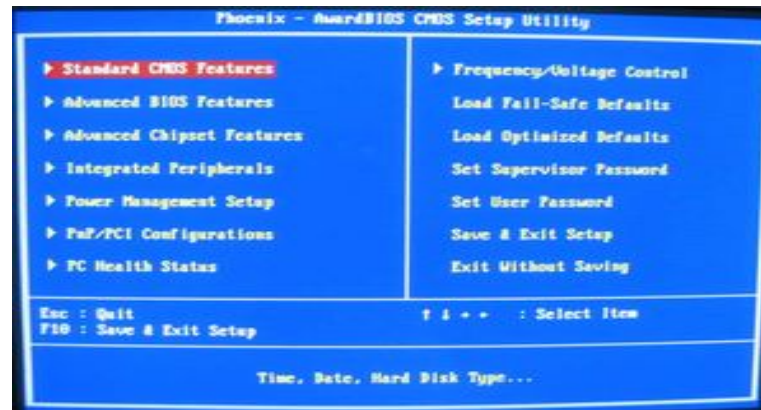 Phoenix - AwardBIOS CMOS Setup Utility
Standard CMOS Features
Advanced BIOS Features
Advanced Chipset Features
Integrated Peripherals
Power Management Setup
PnP/PCI Configurations
PC Health Status
Frequency/Voltage Control
Load Fail-Safe Defaults
Load Optimized Defaults
Set Supervisor Password
Set User Password
Save & Exit Setup
Exit Without Saving
Esc : Quit
F10 : Save & Exit Setup
↑ ↓ → ← : Select Item
Time, Date, Hard Disk Type...